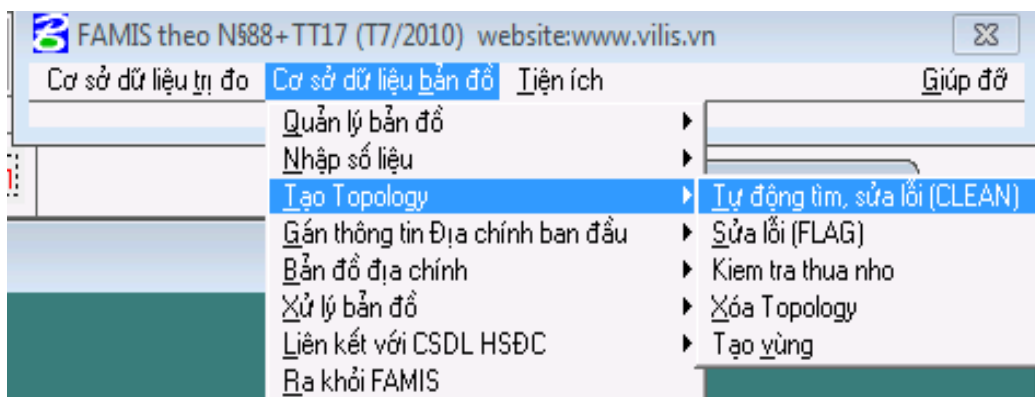 FAMIS theo N§88+TT17 (T7/2010) website:www.vilis.vn
Cơ sở dữ liệu trị đo Cơ sở dữ liệu bản đồ Tiện ích Giúp đỡ
Quản lý bản đồ
Nhập số liệu
Tạo Topology
Gán thông tin Địa chính ban đầu
Bản đồ địa chính
Xử lý bản đồ
Liên kết với CSDL HSĐC
Ra khỏi FAMIS
Tự động tìm, sửa lỗi (CLEAN)
Sửa lỗi (FLAG)
Kiem tra thua nho
Xóa Topology
Tạo vùng